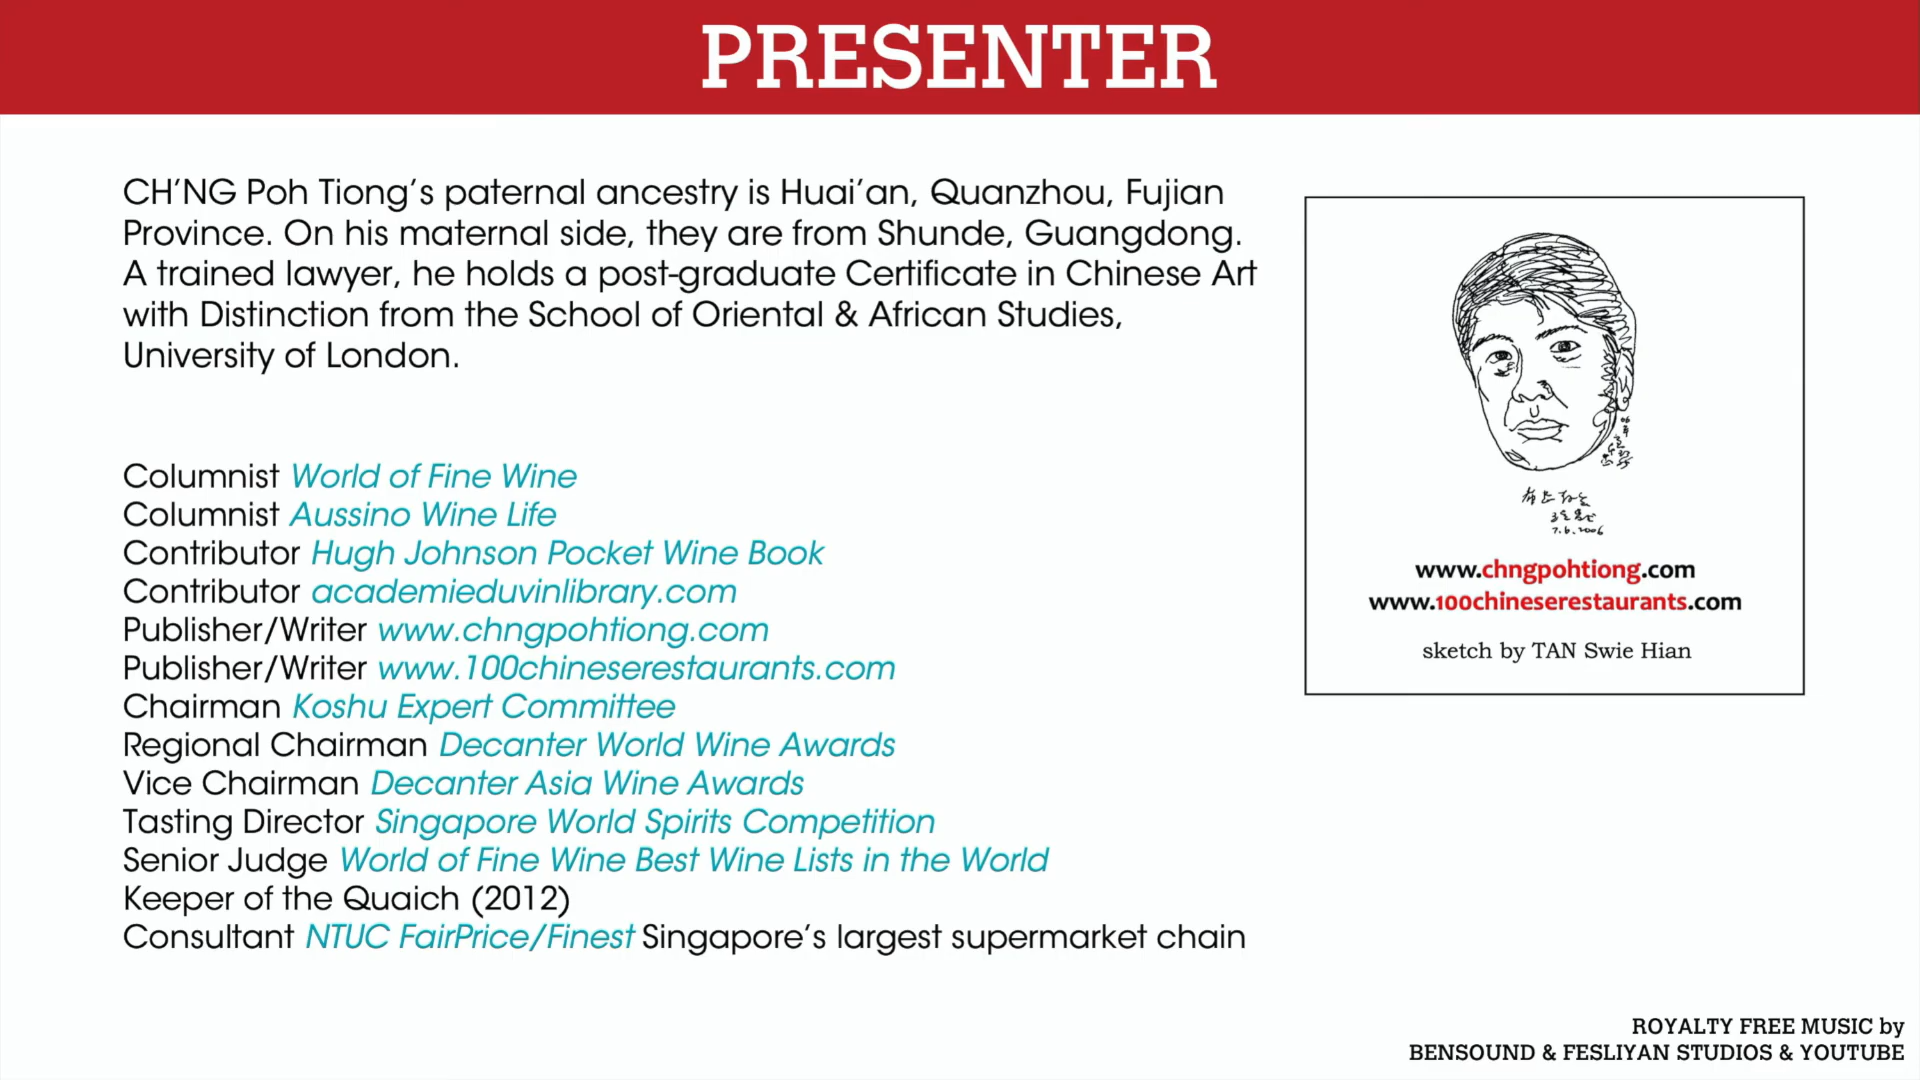 PRESENTER
CH'NG Poh Tiong's paternal ancestry is Huai'an, Quanzhou, Fujian
Province. On his maternal side, they are from Shunde, Guangdong.
A trained lawyer, he holds a post-graduate Certificate in Chinese Art
with Distinction from the School of Oriental & African Studies,
University of London.
Columnist World of Fine Wine
Columnist Aussino Wine Life
Contributor Hugh Johnson Pocket Wine Book
Contributor academieduvinlibrary.com
Publisher/Writer www.chngpohtiong.com
Publisher/Writer www.100chineserestaurants.com
Chairman Koshu Expert Committee
Regional Chairman Decanter World Wine Awards
Vice Chairman Decanter Asia Wine Awards
Tasting Director Singapore World Spirits Competition
Senior Judge World of Fine Wine Best Wine Lists in the World
Keeper of the Quaich (2012)
Consultant NTUC FairPrice/Finest Singapore's largest supermarket chain
7.6.2006
www.chngpohtiong.com
www.100chineserestaurants.com
sketch by TAN Swie Hian
ROYALTY FREE MUSIC by
BENSOUND & FESLIYAN STUDIOS & YOUTUBE